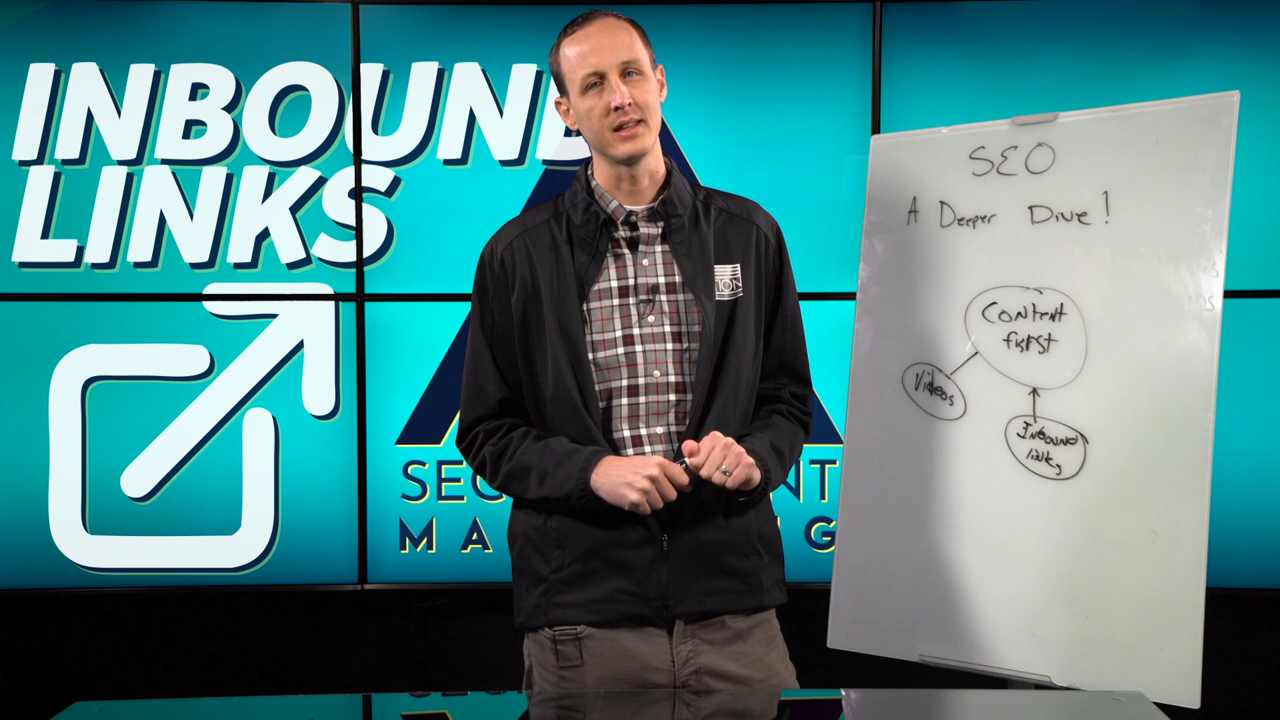 INBOUND
LINKS
SEO
A Deeper Dive!
Content
first
Videos
Inbound
links